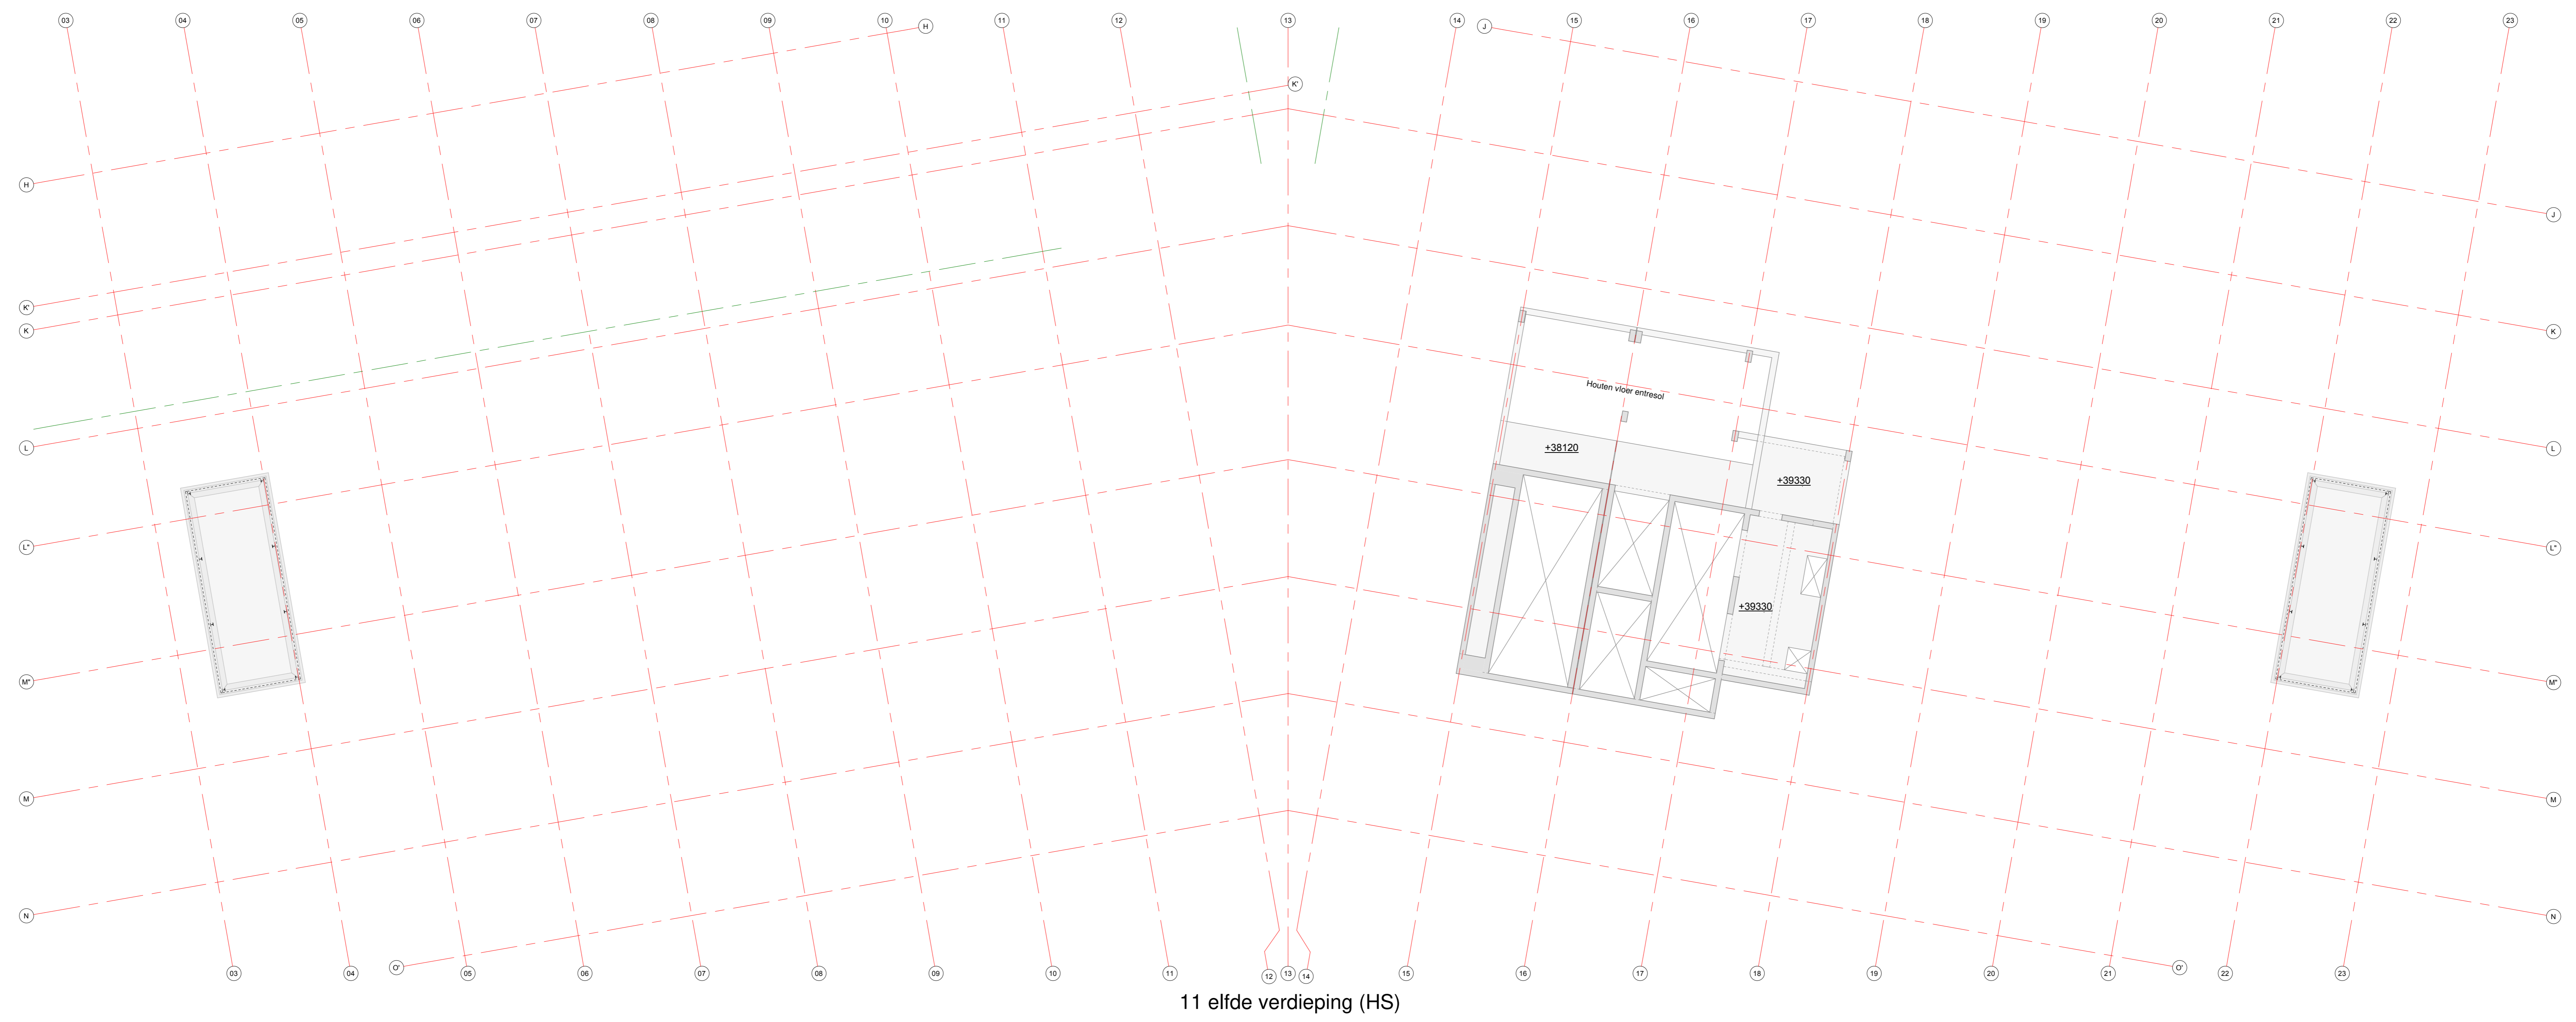 03 04 05 06 07 08 09 10 H 11 12 13 14 J 15 16 17 18 19 20 21 22 23
K'
H
J
K'
K
K
Houten vloer entresol
L
+38120
L
+39330
L"
L"
+39330
M"
M"
M
M
N
N
03 04 O' 05 06 07 08 09 10 11 12 13 14 15 16 17 18 19 20 21 O' 22 23
11 elfde verdieping (HS)